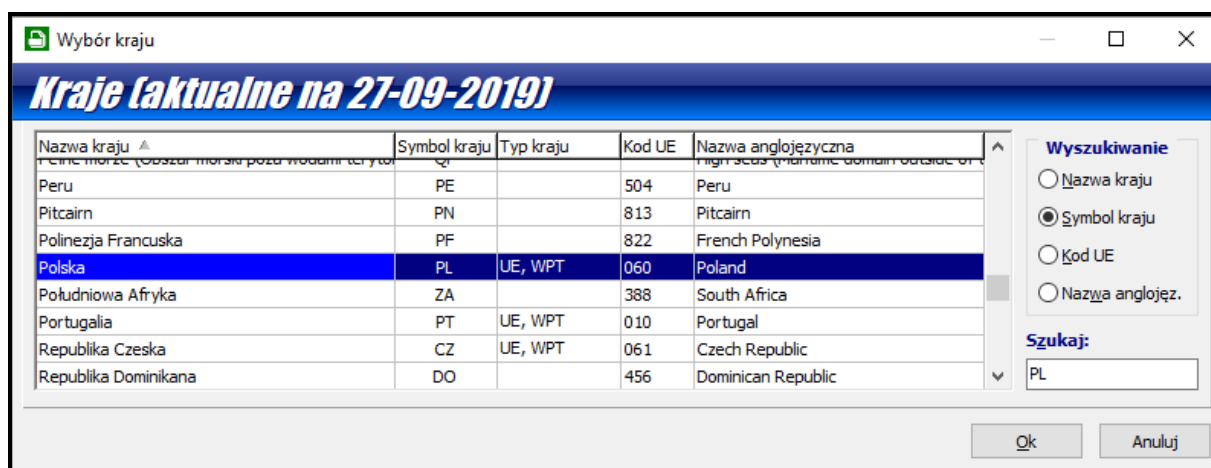 Wybór kraju
Kraje (aktualne na 27-09-2019)
Nazwa kraju Symbol kraju Typ kraju Kod UE Nazwa anglojęzyczna
Peru PE 504 Peru
Pitcairn PN 813 Pitcairn
Polinezja Francuska PF 822 French Polynesia
Polska PL UE, WPT 060 Poland
Południowa Afryka ZA 388 South Africa
Portugalia PT UE, WPT 010 Portugal
Republika Czeska CZ UE, WPT 061 Czech Republic
Republika Dominikana DO 456 Dominican Republic
Wyszukiwanie
Nazwa kraju
Symbol kraju
Kod UE
Nazwa anglojęz.
Szukaj:
PL
Ok Anuluj